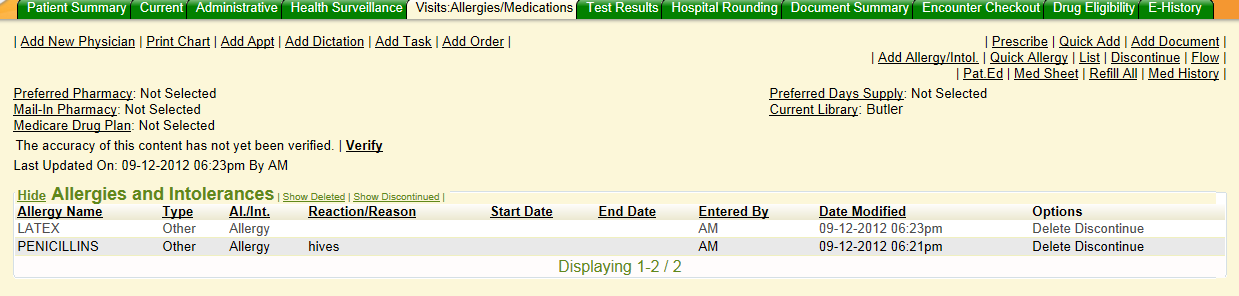 Patient Summary Current Administrative Health Surveillance Visits:Allergies/Medications Test Results Hospital Rounding Document Summary Encounter Checkout Drug Eligibility E-History
| Add New Physician | Print Chart | Add Appt | Add Dictation | Add Task | Add Order |
| Prescribe | Quick Add | Add Document |
| Add Allergy/Intol. | Quick Allergy | List | Discontinue | Flow |
| Pat.Ed | Med Sheet | Refill All | Med History |
Preferred Pharmacy: Not Selected Preferred Days Supply: Not Selected
Mail-In Pharmacy: Not Selected Current Library: Butler
Medicare Drug Plan: Not Selected
The accuracy of this content has not yet been verified. | Verify
Last Updated On: 09-12-2012 06:23pm By AM
Hide Allergies and Intolerances | Show Deleted | Show Discontinued |
Allergy Name Type Al./Int. Reaction/Reason Start Date End Date Entered By Date Modified Options
LATEX Other Allergy AM 09-12-2012 06:23pm Delete Discontinue
PENICILLINS Other Allergy hives AM 09-12-2012 06:21pm Delete Discontinue
Displaying 1-2 / 2